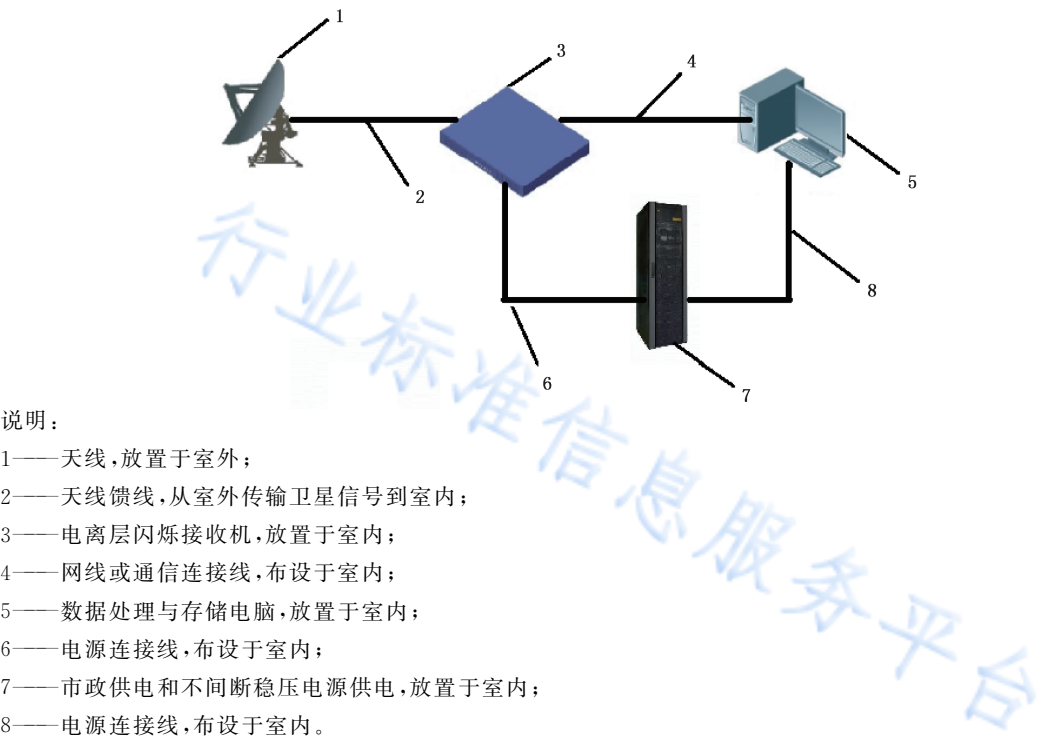 1
3
4
2
5
8
6
7
说明：
1——天线,放置于室外；
2——天线馈线,从室外传输卫星信号到室内；
3——电离层闪烁接收机,放置于室内；
4——网线或通信连接线,布设于室内；
5——数据处理与存储电脑,放置于室内；
6——电源连接线,布设于室内；
7——市政供电和不间断稳压电源供电,放置于室内；
8——电源连接线,布设于室内。
行业标准信息服务平台